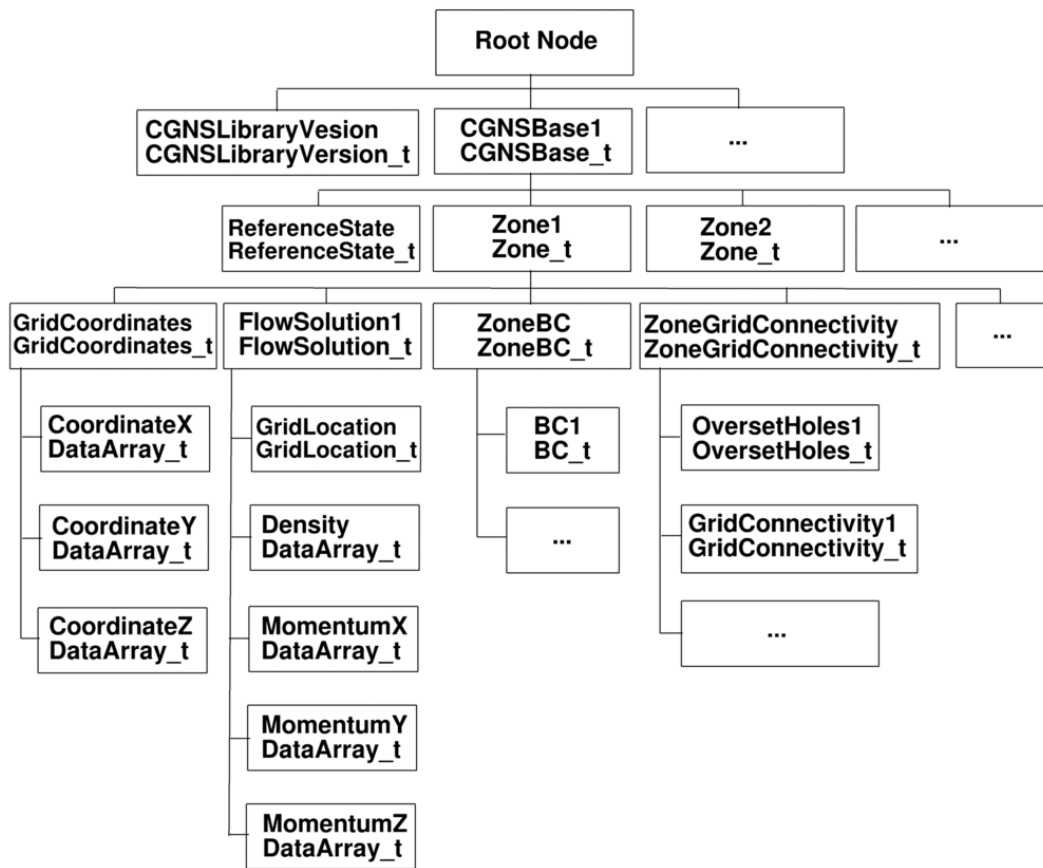 Root Node
CGNSLibraryVesion
CGNSLibraryVersion_t
CGNSBase1
CGNSBase_t
...
ReferenceState
ReferenceState_t
Zone1
Zone_t
Zone2
Zone_t
...
GridCoordinates
GridCoordinates_t
FlowSolution1
FlowSolution_t
ZoneBC
ZoneBC_t
ZoneGridConnectivity
ZoneGridConnectivity_t
...
CoordinateX
DataArray_t
CoordinateY
DataArray_t
CoordinateZ
DataArray_t
GridLocation
GridLocation_t
Density
DataArray_t
MomentumX
DataArray_t
MomentumY
DataArray_t
MomentumZ
DataArray_t
BC1
BC_t
...
OversetHoles1
OversetHoles_t
GridConnectivity1
GridConnectivity_t
...